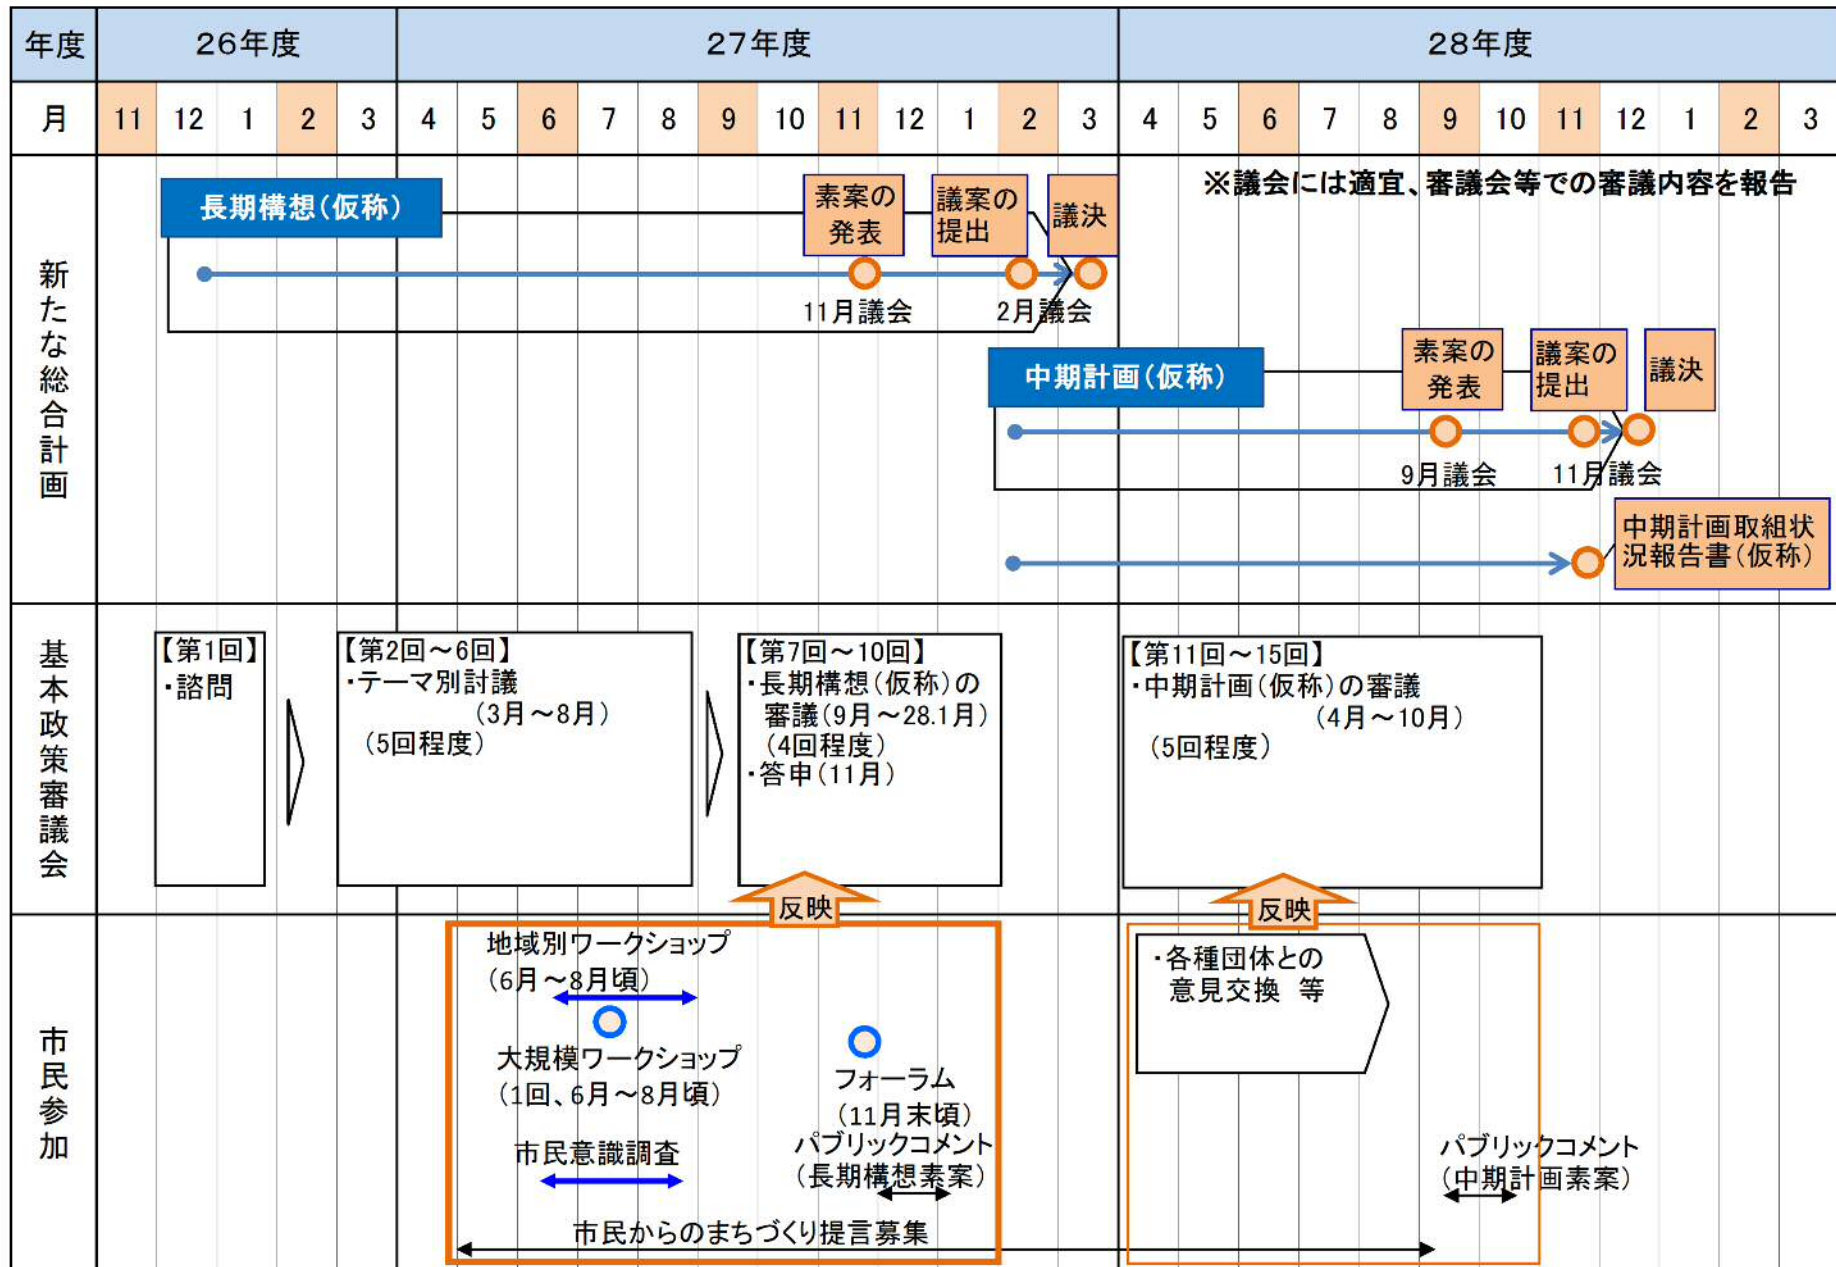 年度
26年度
27年度
28年度
月
11 12 1 2 3 4 5 6 7 8 9 10 11 12 1 2 3 4 5 6 7 8 9 10 11 12 1 2 3
新たな総合計画
※議会には適宜、審議会等での審議内容を報告
長期構想(仮称)
素案の
発表
議案の
提出
議決
11月議会
2月議会
中期計画(仮称)
素案の
発表
議案の
提出
議決
9月議会
11月議会
中期計画取組状
況報告書(仮称)
基本政策審議会
【第1回】
・諮問
【第2回～6回】
・テーマ別討議
(3月～8月)
(5回程度)
【第7回～10回】
・長期構想(仮称)の
審議(9月～28.1月)
(4回程度)
・答申(11月)
【第11回～15回】
・中期計画(仮称)の審議
(4月～10月)
(5回程度)
反映
反映
市民参加
地域別ワークショップ
(6月～8月頃)
大規模ワークショップ
(1回、6月～8月頃)
市民意識調査
フォーラム
(11月末頃)
パブリックコメント
(長期構想素案)
市民からのまちづくり提言募集
・各種団体との
意見交換 等
パブリックコメント
(中期計画素案)